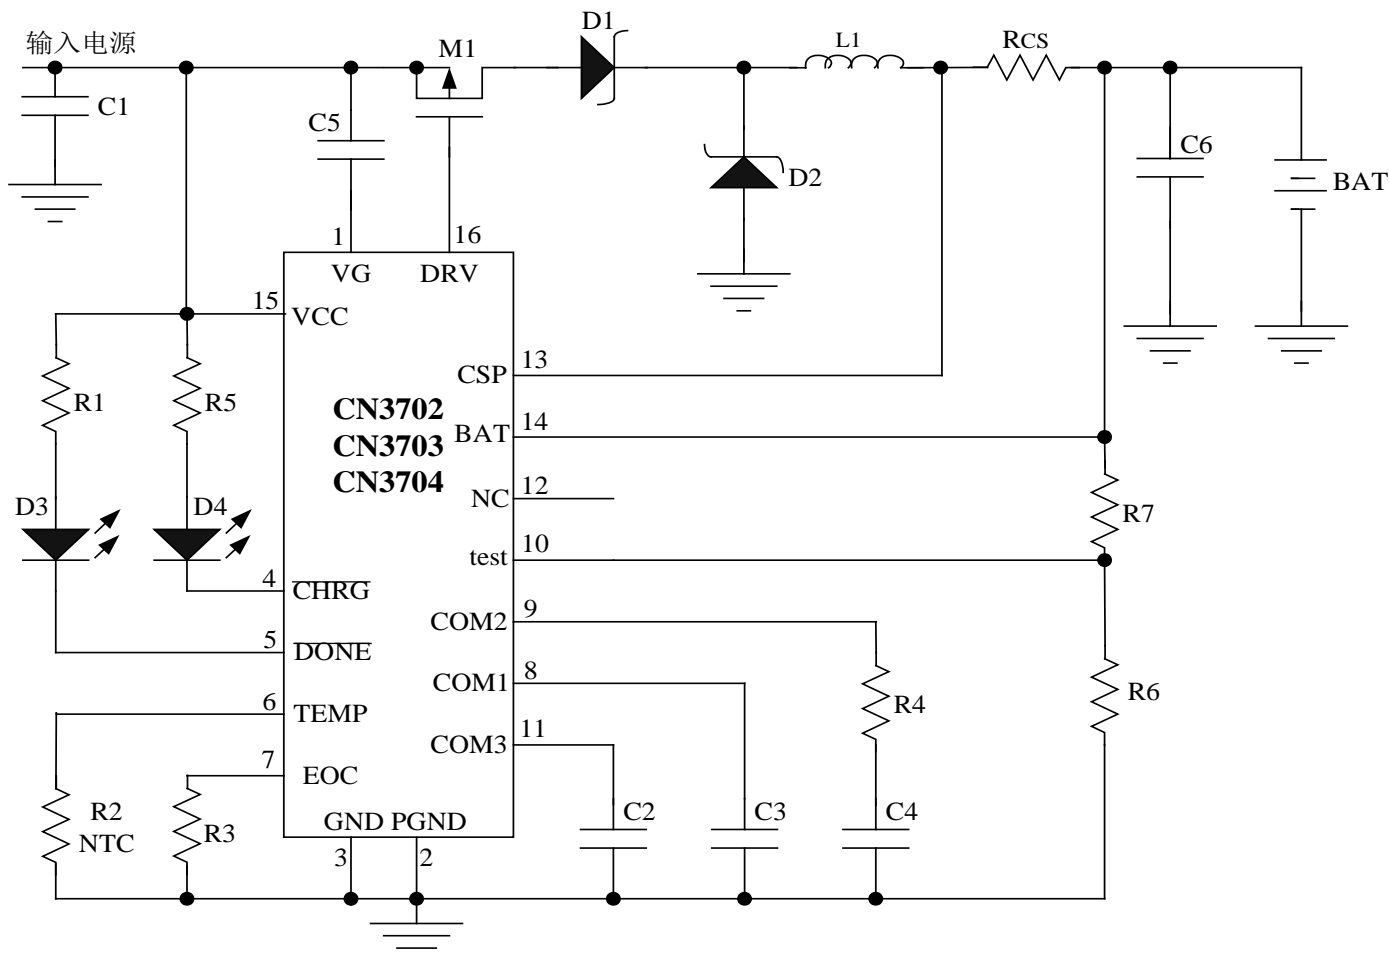 输入电源
M1
D1
L1
RCS
C1
C5
D2
C6
BAT
1
16
VG
DRV
15
VCC
13
CSP
R1
R5
CN3702
CN3703
CN3704
14
BAT
12
NC
D3
D4
R7
10
test
4
CHRG
9
COM2
5
DONE
8
COM1
R4
R6
6
TEMP
11
COM3
7
EOC
R2
NTC
R3
GND PGND
C2
C3
C4
3
2